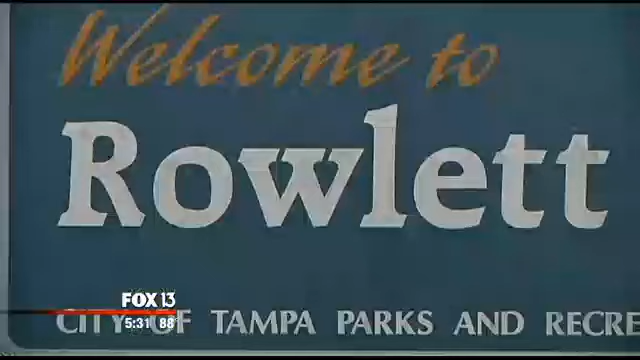 Welcome to
Rowlett
FOX 13
5:31 88
CITY OF TAMPA PARKS AND RECRE